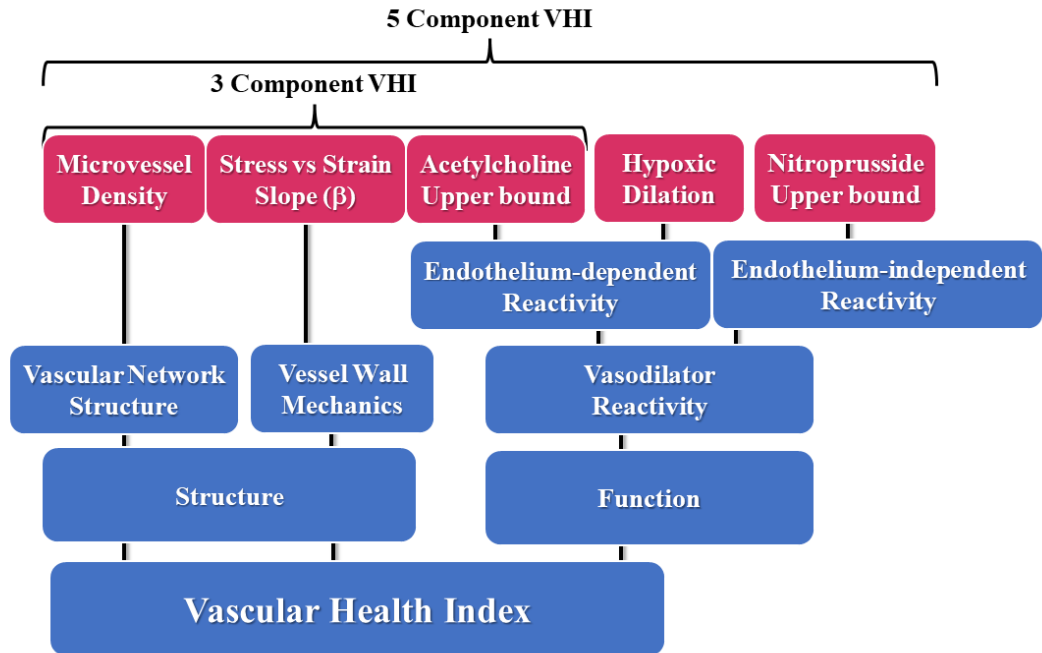 5 Component VHI
3 Component VHI
Microvessel
Density
Stress vs Strain
Slope (β)
Acetylcholine
Upper bound
Hypoxic
Dilation
Nitroprusside
Upper bound
Endothelium-dependent
Reactivity
Endothelium-independent
Reactivity
Vascular Network
Structure
Vessel Wall
Mechanics
Vasodilator
Reactivity
Structure
Function
Vascular Health Index